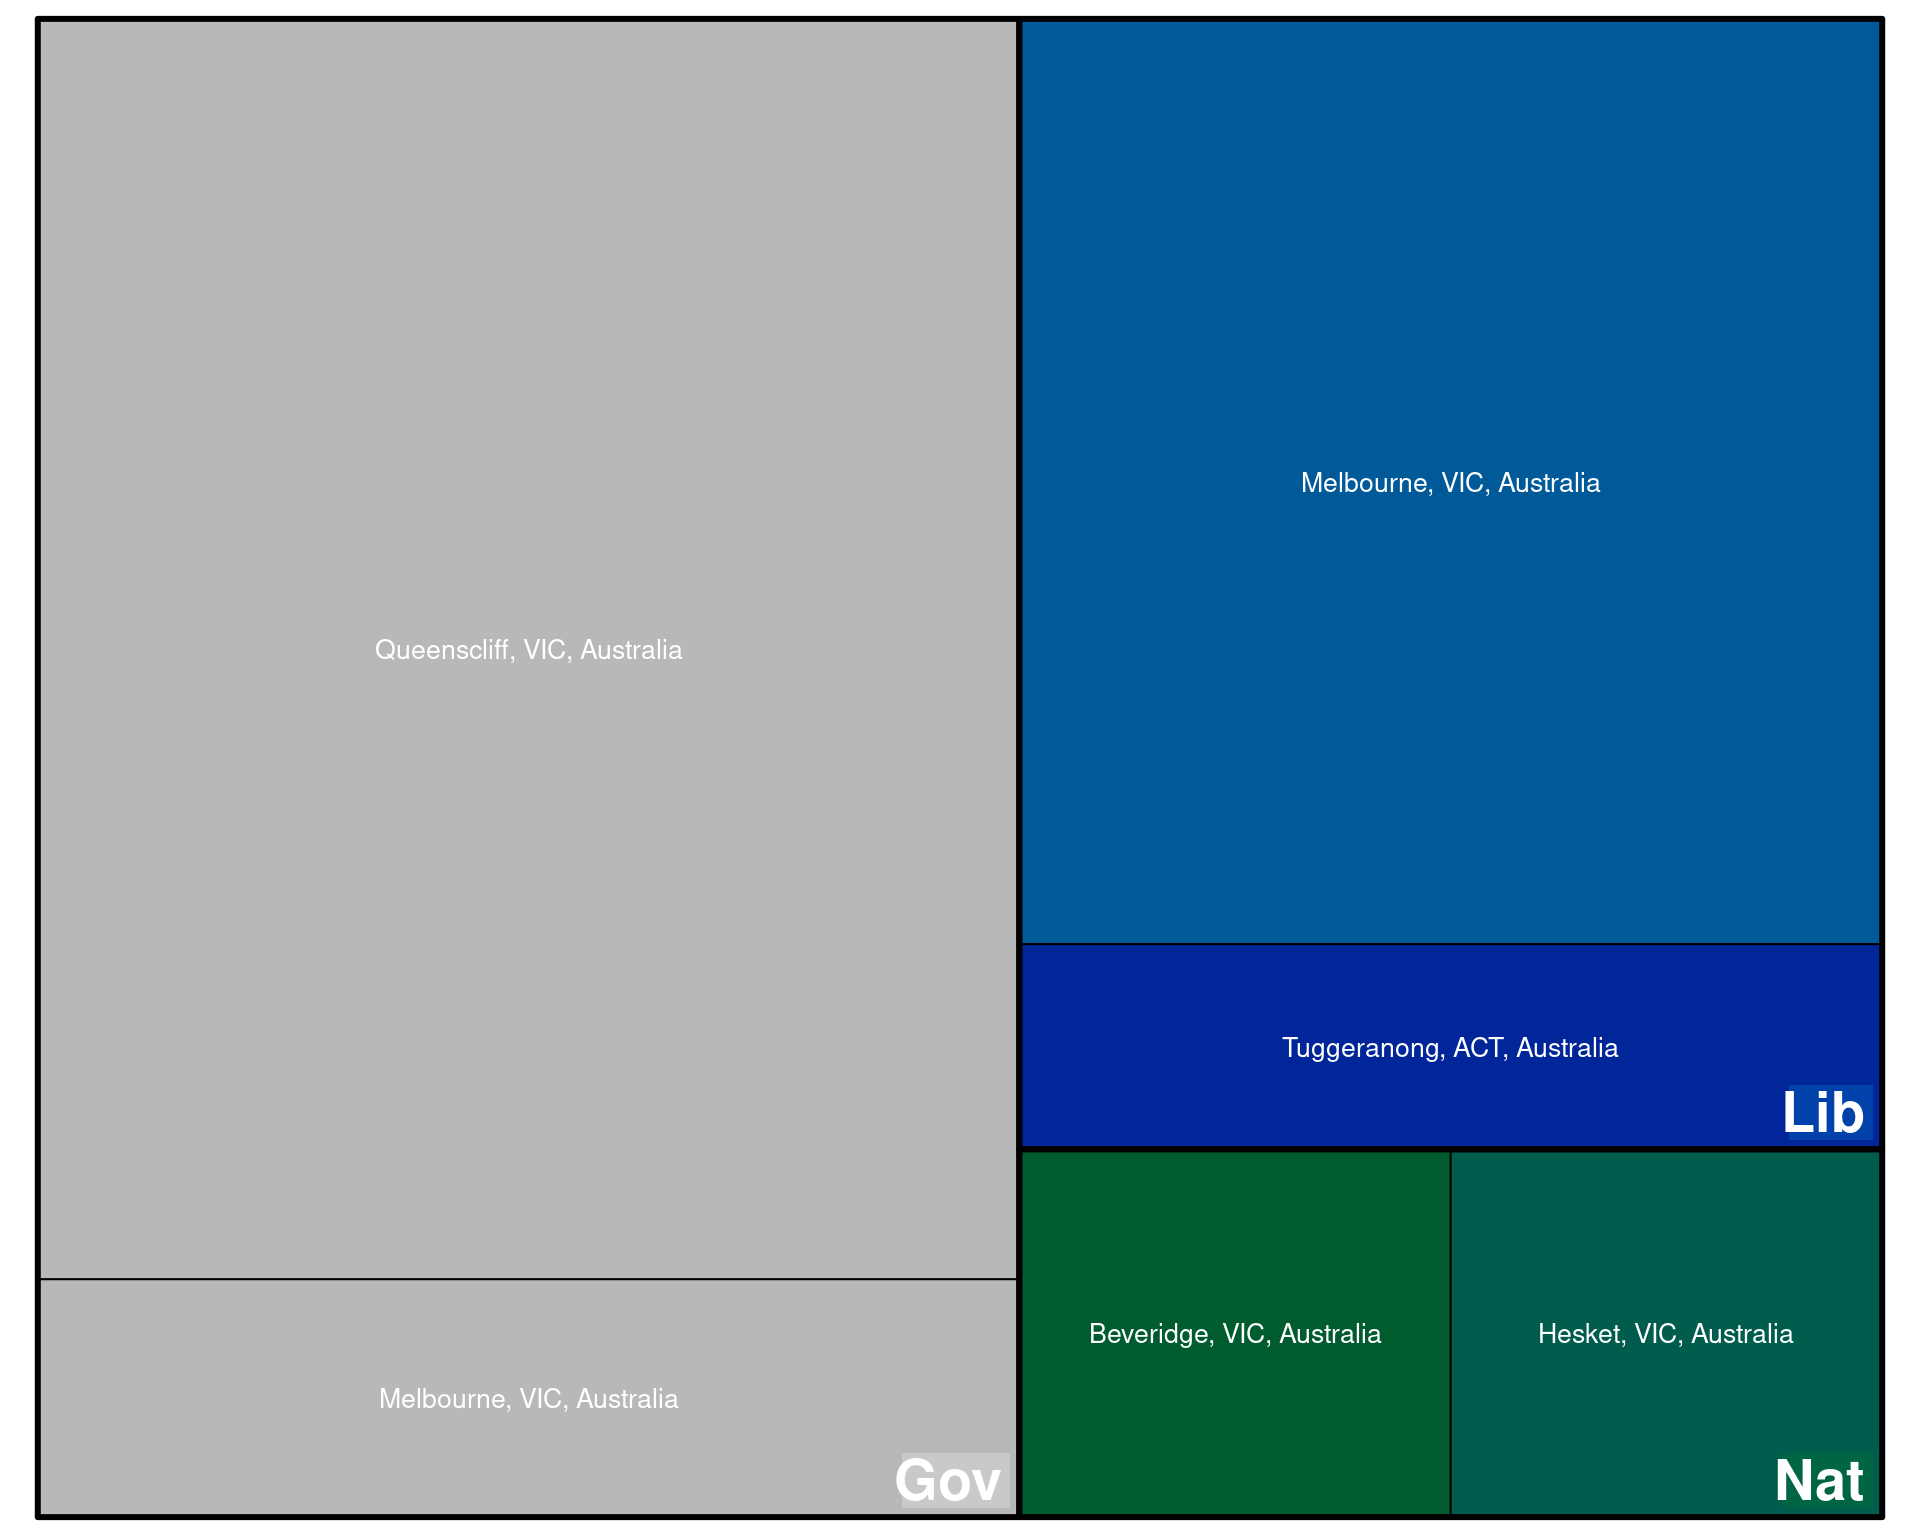 Queenscliff, VIC, Australia
Melbourne, VIC, Australia
Gov
Melbourne, VIC, Australia
Tuggeranong, ACT, Australia
Lib
Beveridge, VIC, Australia
Hesket, VIC, Australia
Nat